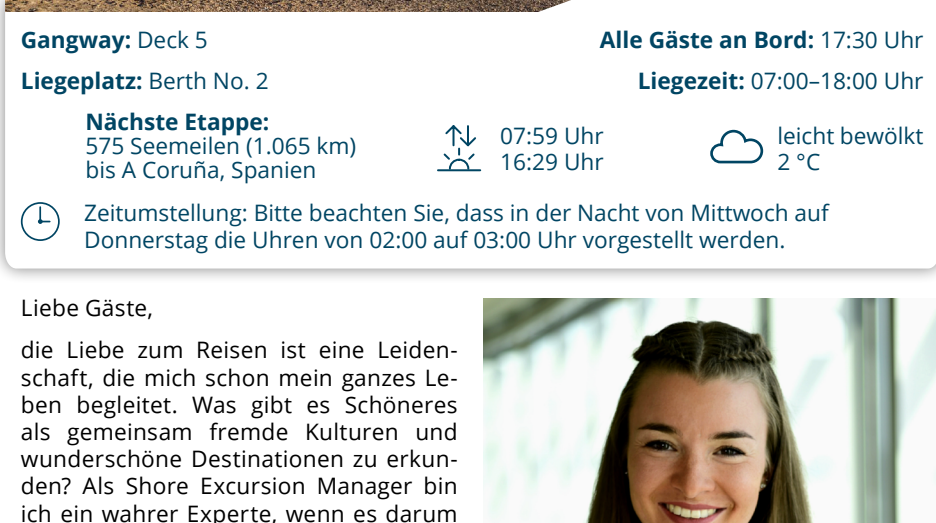 Gangway: Deck 5
Alle Gäste an Bord: 17:30 Uhr
Liegeplatz: Berth No. 2
Liegezeit: 07:00–18:00 Uhr
Nächste Etappe:
575 Seemeilen (1.065 km)
bis A Coruña, Spanien
07:59 Uhr
16:29 Uhr
leicht bewölkt
2 °C
Zeitumstellung: Bitte beachten Sie, dass in der Nacht von Mittwoch auf
Donnerstag die Uhren von 02:00 auf 03:00 Uhr vorgestellt werden.
Liebe Gäste,
die Liebe zum Reisen ist eine Leiden-
schaft, die mich schon mein ganzes Le-
ben begleitet. Was gibt es Schöneres
als gemeinsam fremde Kulturen und
wunderschöne Destinationen zu erkun-
den? Als Shore Excursion Manager bin
ich ein wahrer Experte, wenn es darum